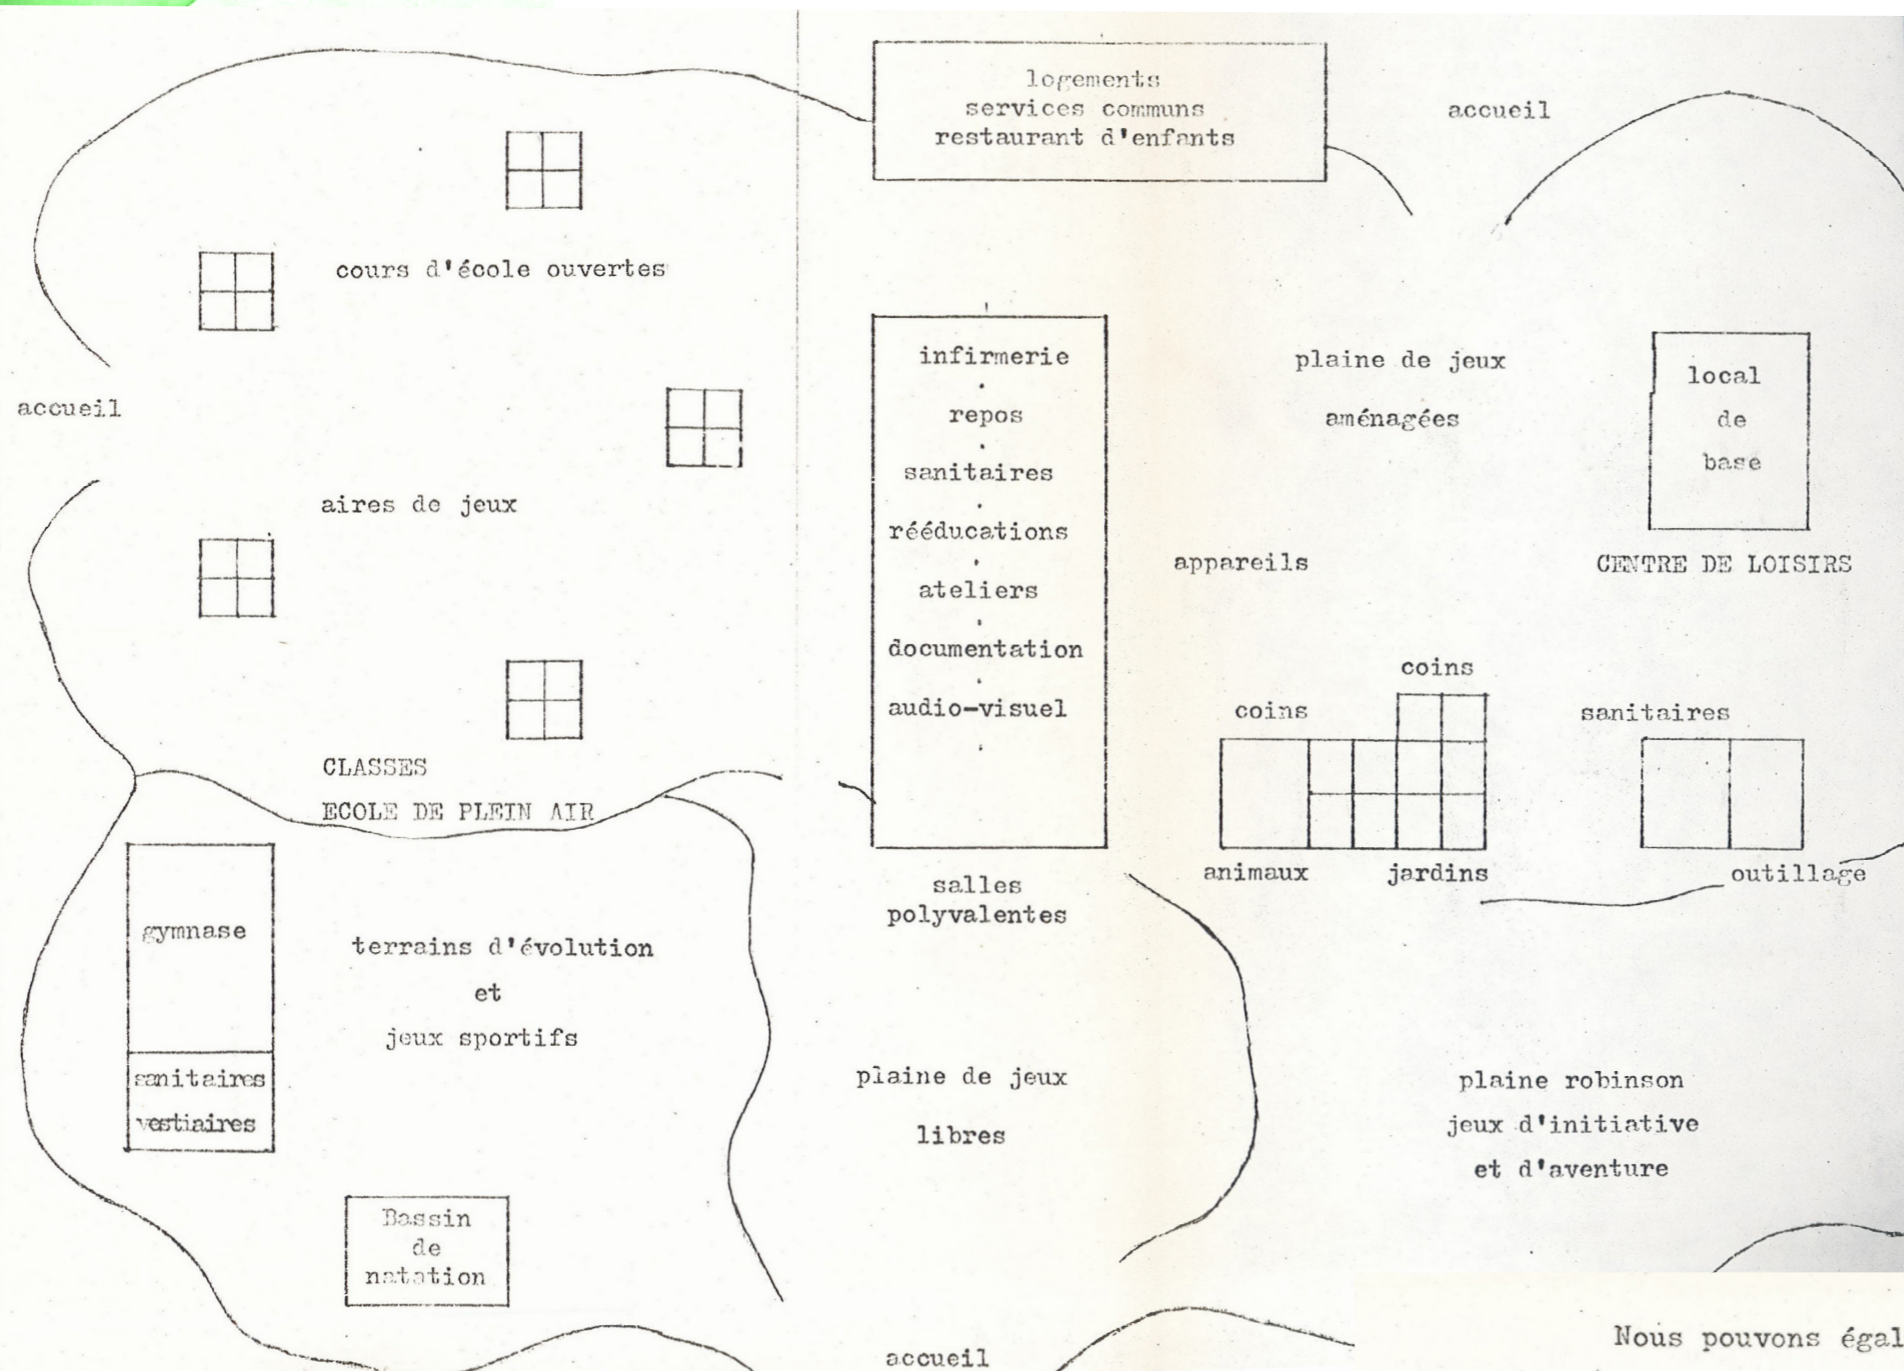 logements
services communs
restaurant d'enfants
accueil
cours d'école ouvertes
accueil
aires de jeux
CLASSES
ECOLE DE PLEIN AIR
infirmerie
repos
sanitaires
rééducations
ateliers
documentation
audio-visuel
salles
polyvalentes
plaine de jeux
aménagées
local
de
base
appareils
CENTRE DE LOISIRS
coins
coins
sanitaires
animaux
jardins
outillage
gymnase
sanitaires
vestiaires
terrains d'évolution
et
jeux sportifs
Bassin
de
natation
plaine de jeux
libres
plaine robinson
jeux d'initiative
et d'aventure
accueil
Nous pouvons égal